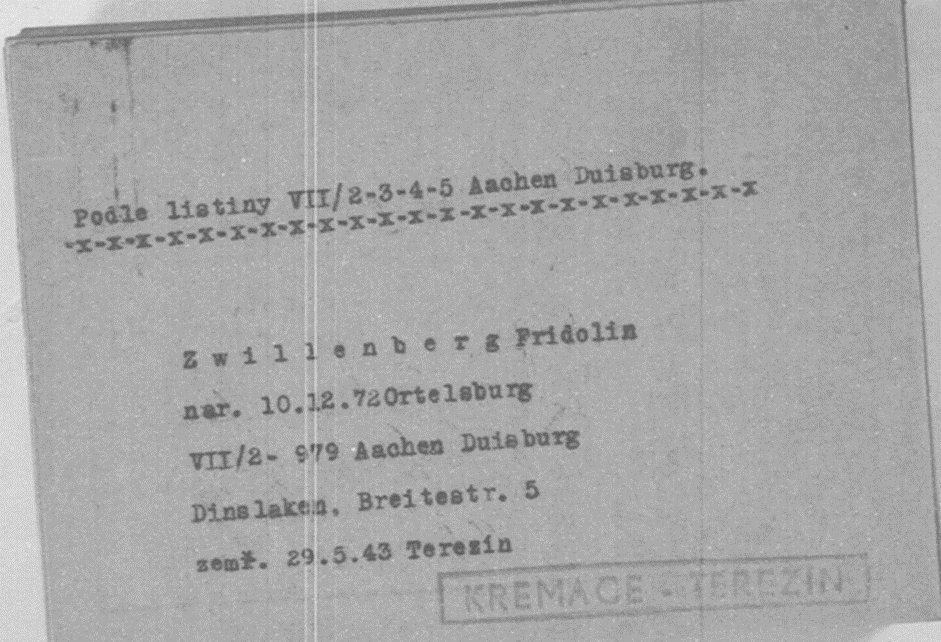 Podle listiny VII/2-3-4-5 Aachen Duisburg.
-x-x-x-x-x-x-x-x-x-x-x-x-x-x-x-x-x-x-x-x-x-x-x
Z w i l l e n b e r g Fridolin
nar. 10.12.72Ortelsburg
VII/2- 979 Aachen Duisburg
Dinslaken, Breitestr. 5
zemř. 29.5.43 Terezin
KREMACE - TEREZIN